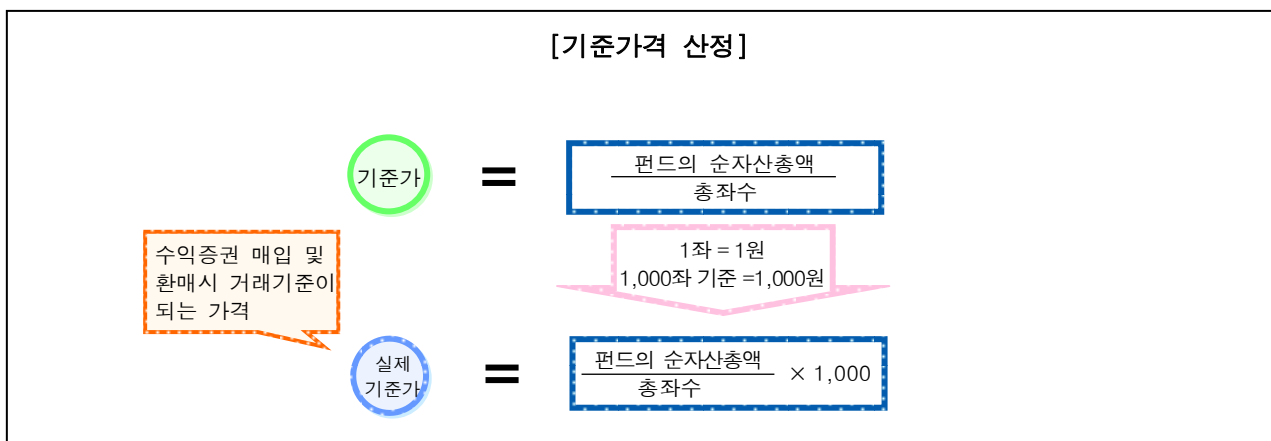 [기준가격 산정]
기준가
=
펀드의 순자산총액
총좌수
수익증권 매입 및
환매시 거래기준이
되는 가격
1좌 = 1원
1,000좌 기준 =1,000원
실제
기준가
=
펀드의 순자산총액
총좌수
× 1,000